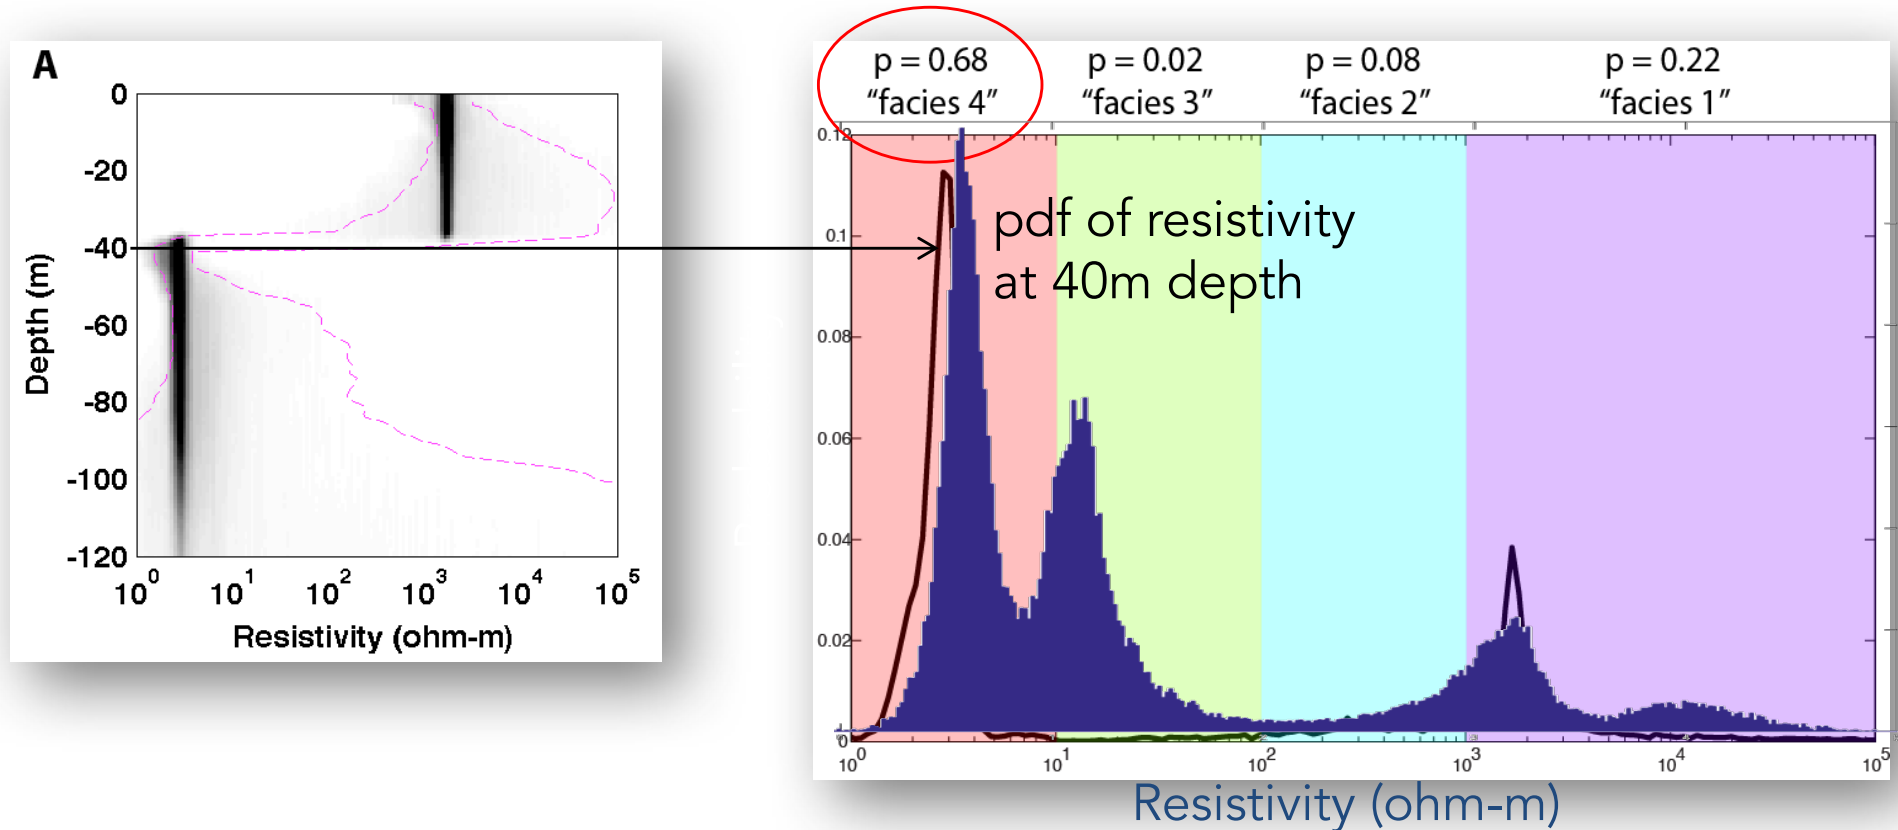 A
0
-20
-40
-60
-80
-100
-120
Depth (m)
10^0 10^1 10^2 10^3 10^4 10^5
Resistivity (ohm-m)
p = 0.68 p = 0.02 p = 0.08 p = 0.22
“facies 4” “facies 3” “facies 2” “facies 1”
0.12
0.1
0.08
0.06
0.04
0.02
0
pdf of resistivity
at 40m depth
10^0 10^1 10^2 10^3 10^4 10^5
Resistivity (ohm-m)